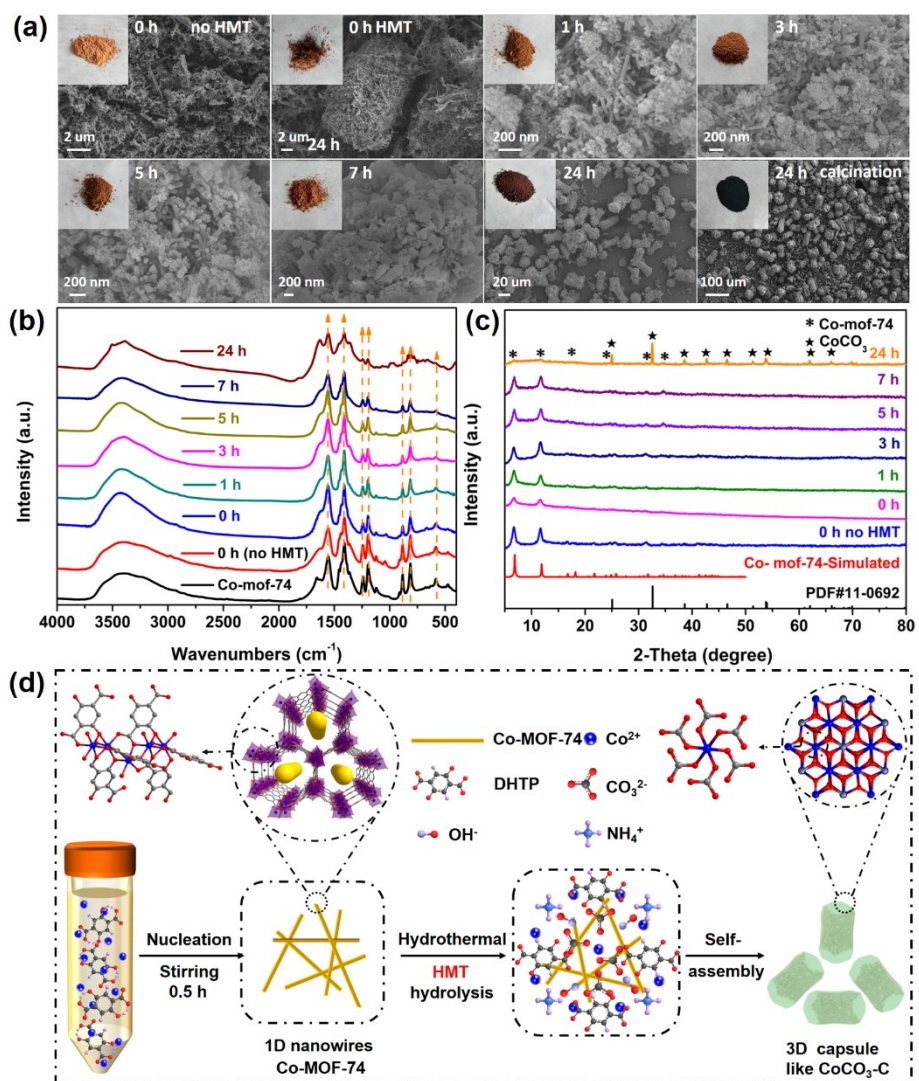 (a)
0 h no HMT
2 um
0 h HMT
2 um
24 h
1 h
200 nm
3 h
200 nm
5 h
200 nm
7 h
200 nm
24 h
20 um
24 h calcination
100 um
(b)
24 h
7 h
5 h
3 h
1 h
0 h
0 h (no HMT)
Co-mof-74
Intensity (a.u.)
4000 3000 2000 1500 1000 500
Wavenumbers (cm⁻¹)
(c)
* Co-mof-74
★ CoCO₃
24 h
7 h
5 h
3 h
1 h
0 h
0 h no HMT
Co- mof-74-Simulated
PDF#11-0692
Intensity (a.u.)
10 20 30 40 50 60 70 80
2-Theta (degree)
(d)
Co-MOF-74
Co²⁺
DHTP
CO₃²⁻
OH⁻
NH₄⁺
Nucleation
Stirring
0.5 h
1D nanowires
Co-MOF-74
Hydrothermal
HMT
hydrolysis
Self-
assembly
3D capsule
like CoCO₃-C